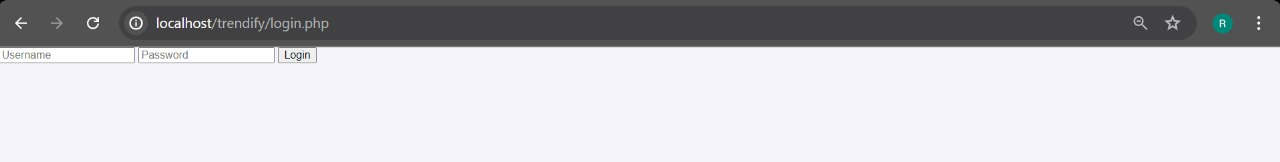 localhost/trendify/login.php
R
Username Password Login